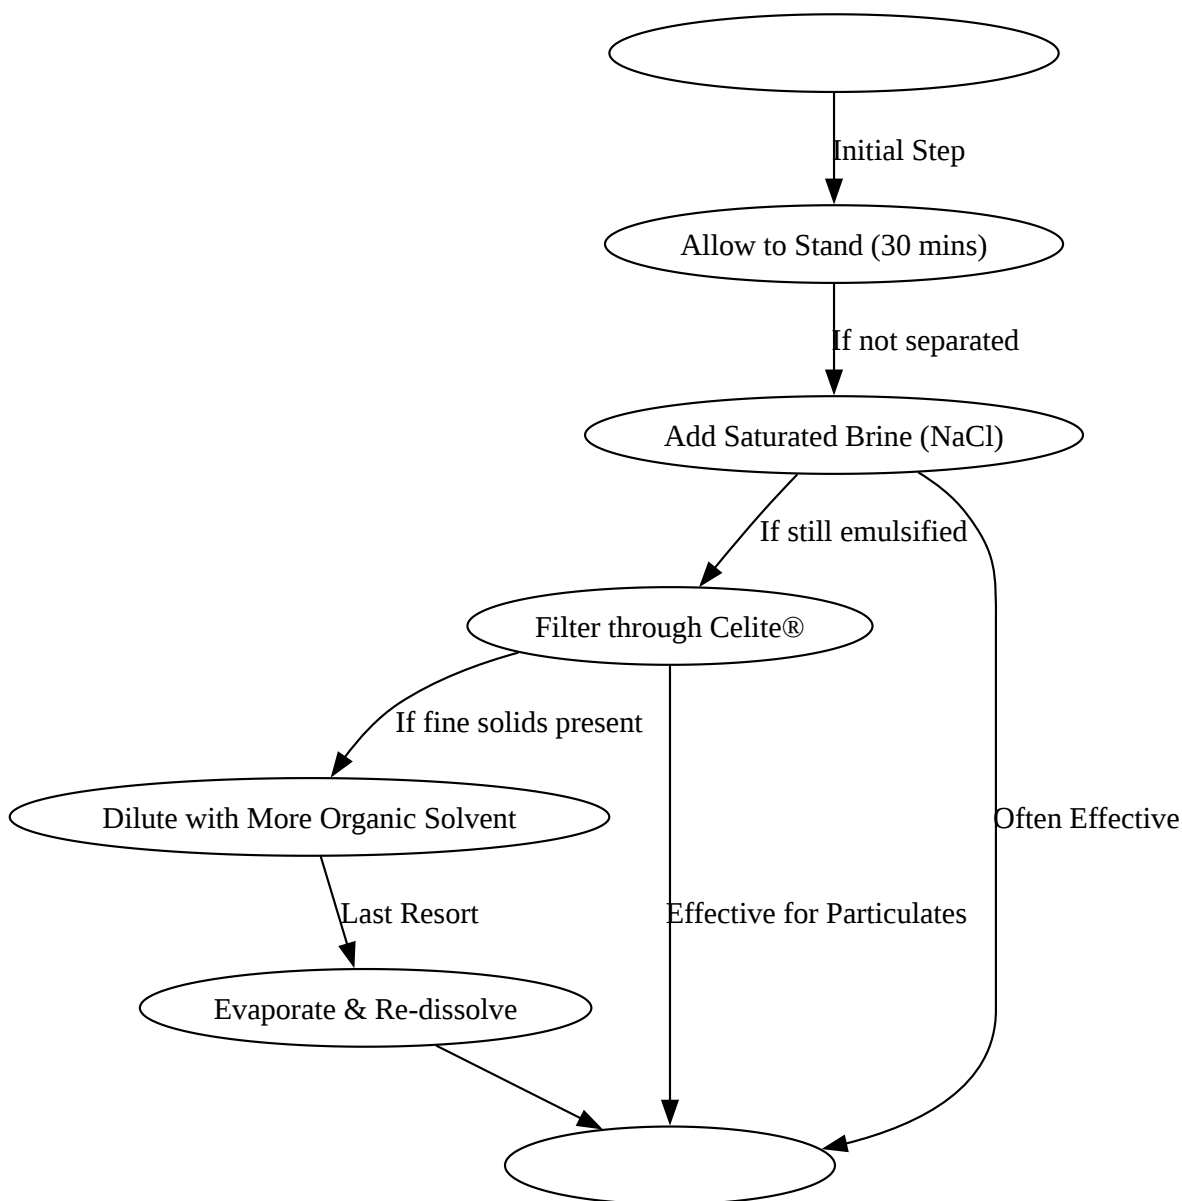 Initial Step
Allow to Stand (30 mins)
If not separated
Add Saturated Brine (NaCl)
If still emulsified
Filter through Celite®
If fine solids present
Dilute with More Organic Solvent
Often Effective
Last Resort
Effective for Particulates
Evaporate & Re-dissolve